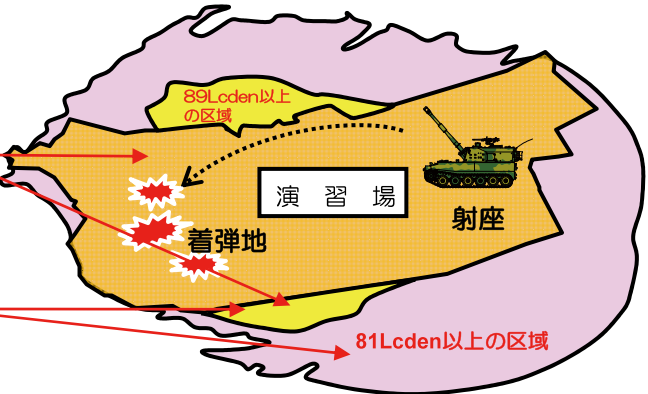 89Lcden以上
の区域
演 習 場
射座
着弾地
81Lcden以上の区域